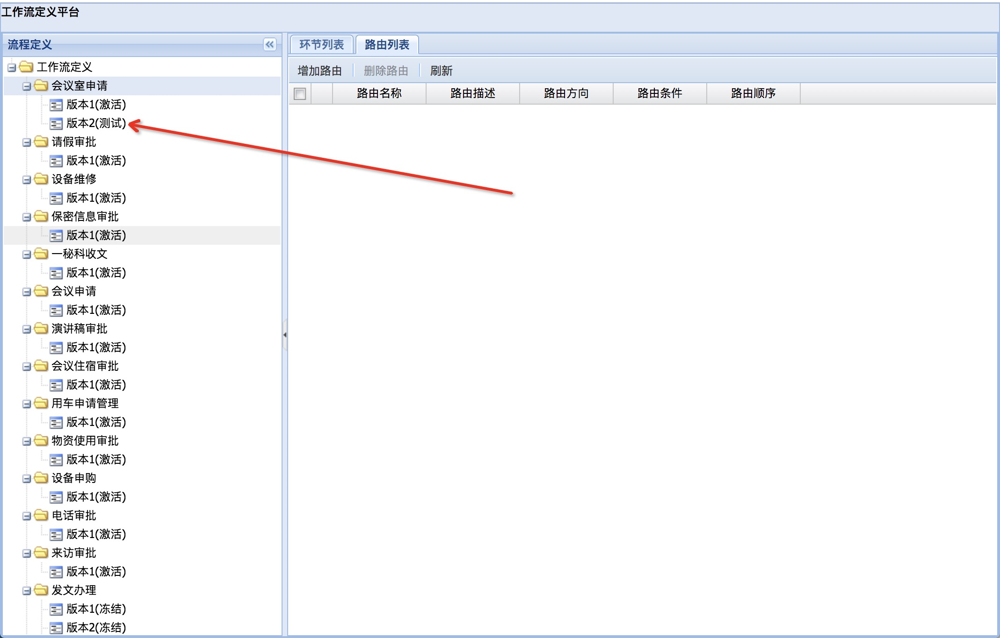 工作流定义平台
流程定义
环节列表 路由列表
增加路由 删除路由 刷新
路由名称 路由描述 路由方向 路由条件 路由顺序
工作流定义
会议室申请
版本1(激活)
版本2(测试)
请假审批
版本1(激活)
设备维修
版本1(激活)
保密信息审批
版本1(激活)
一秘科收文
版本1(激活)
会议申请
版本1(激活)
演讲稿审批
版本1(激活)
会议住宿审批
版本1(激活)
用车申请管理
版本1(激活)
物资使用审批
版本1(激活)
设备申购
版本1(激活)
电话审批
版本1(激活)
来访审批
版本1(激活)
发文办理
版本1(冻结)
版本2(冻结)